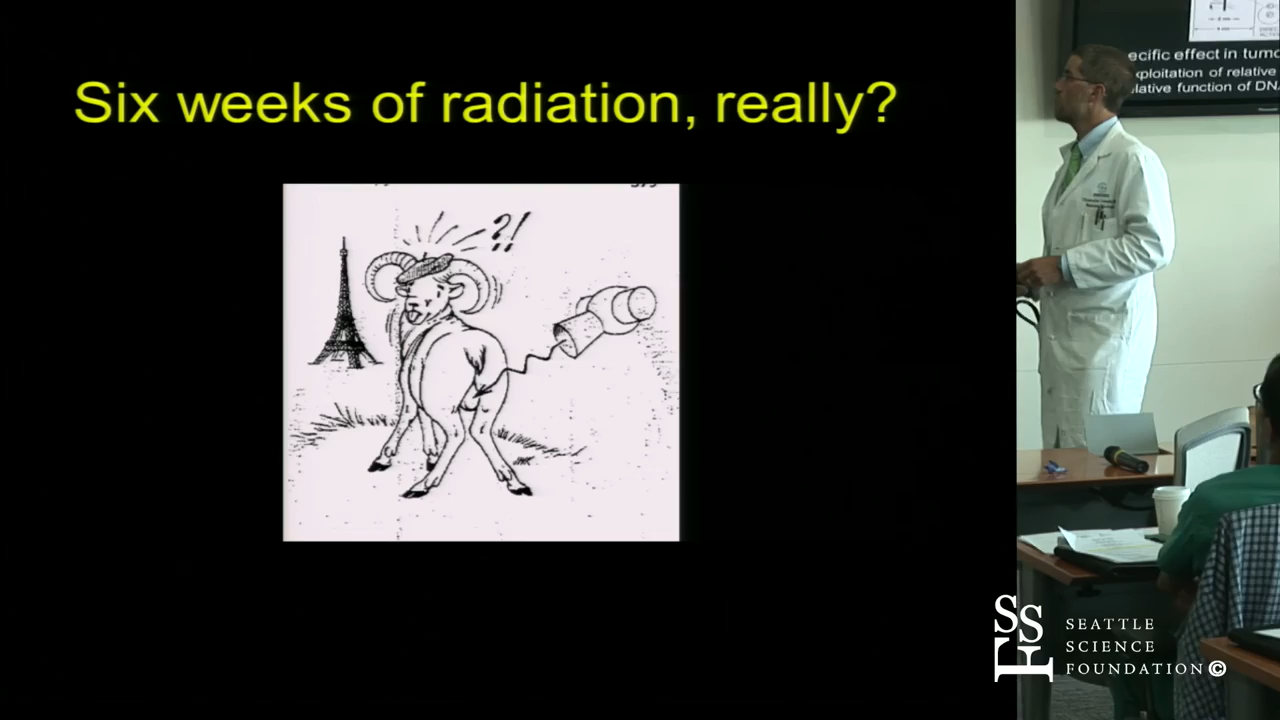 Six weeks of radiation, really?
?!
ecific effect in tumo
xploitation of relative
lative function of DNA
SSF
SEATTLE
SCIENCE
FOUNDATION©